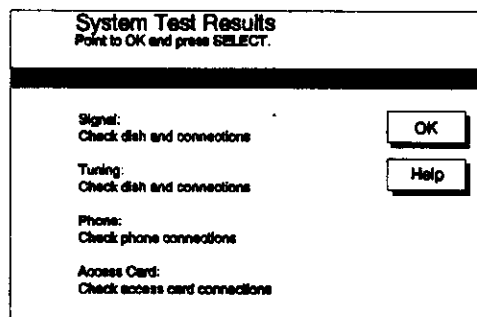 System Test Results
Point to OK and press SELECT.
Signal:
Check dish and connections
OK
Tuning:
Check dish and connections
Help
Phone:
Check phone connections
Access Card:
Check access card connections